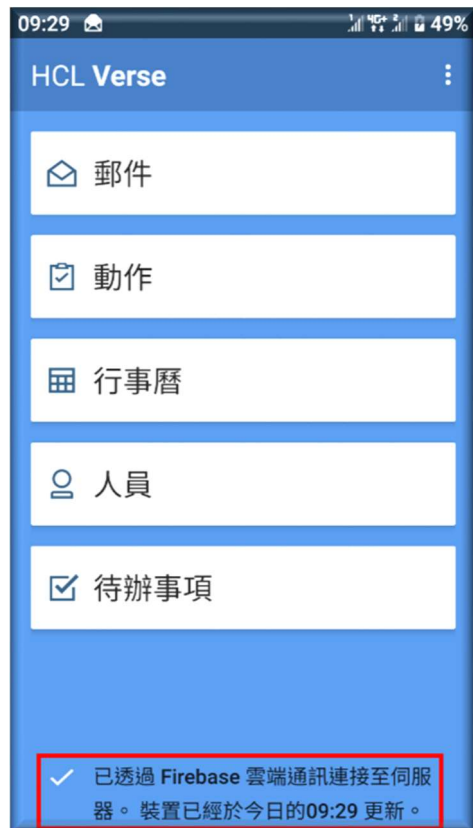 09:29 4G+ 2 49%
HCL Verse
郵件
動作
行事曆
人員
待辦事項
已透過 Firebase 雲端通訊連接至伺服
器。 裝置已經於今日的09:29 更新。